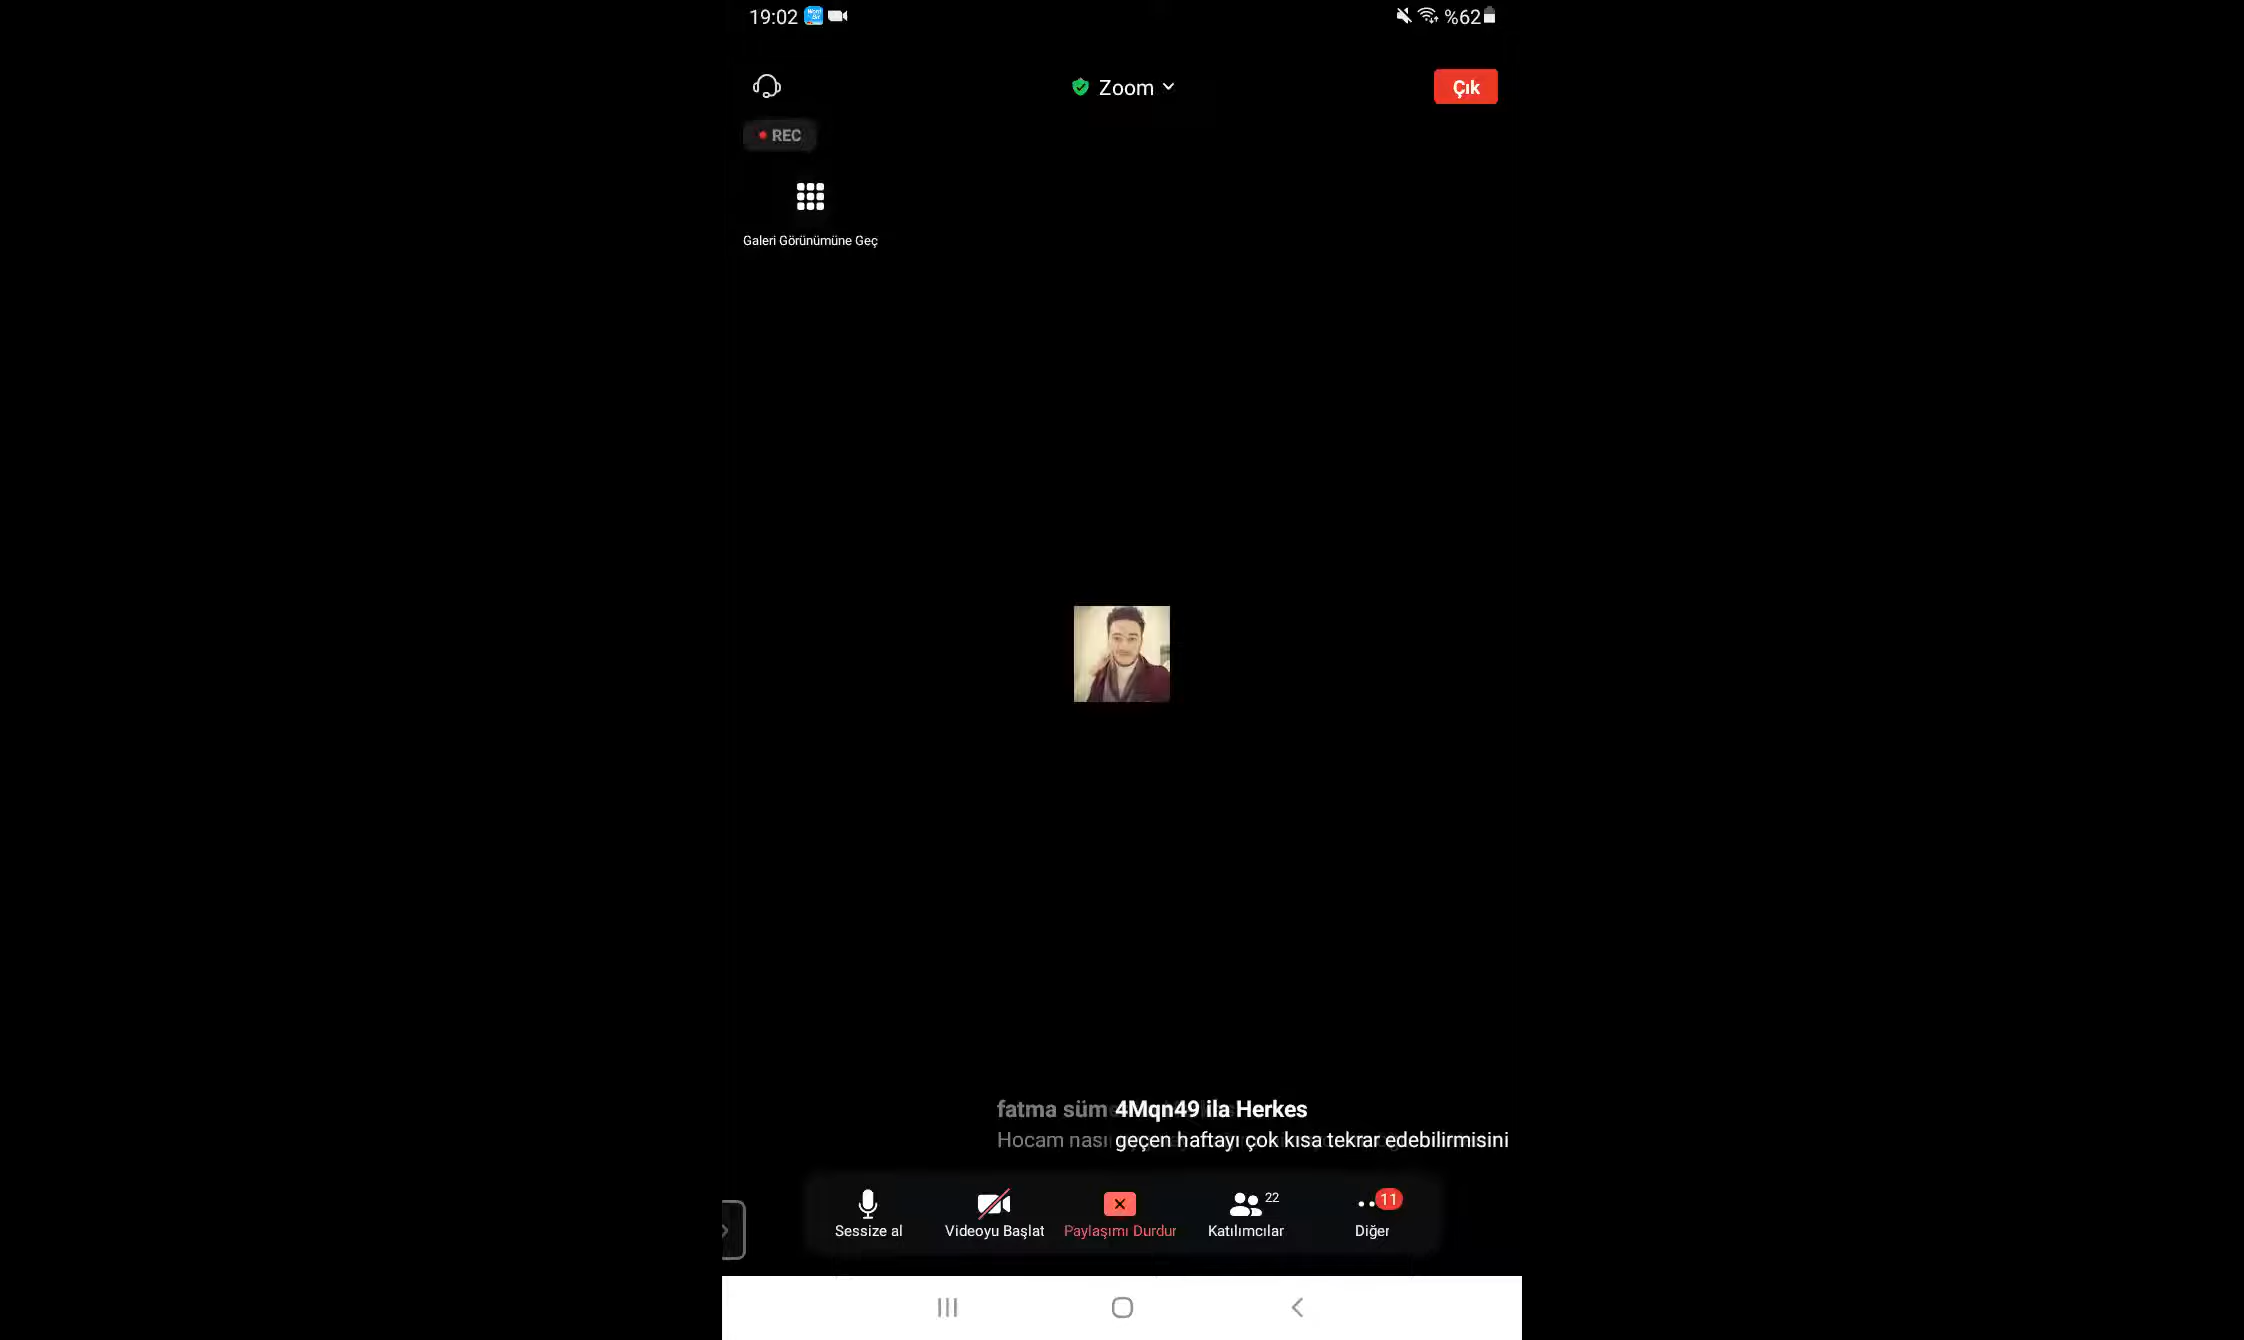 19:02
%62
Zoom
Çık
REC
Galeri Görünümüne Geç
fatma süm
4Mqn49 ila Herkes
Hocam nası
geçen haftayı çok kısa tekrar edebilirmisini
22
11
Sessize al
Videoyu Başlat
Paylaşımı Durdur
Katılımcılar
Diğer